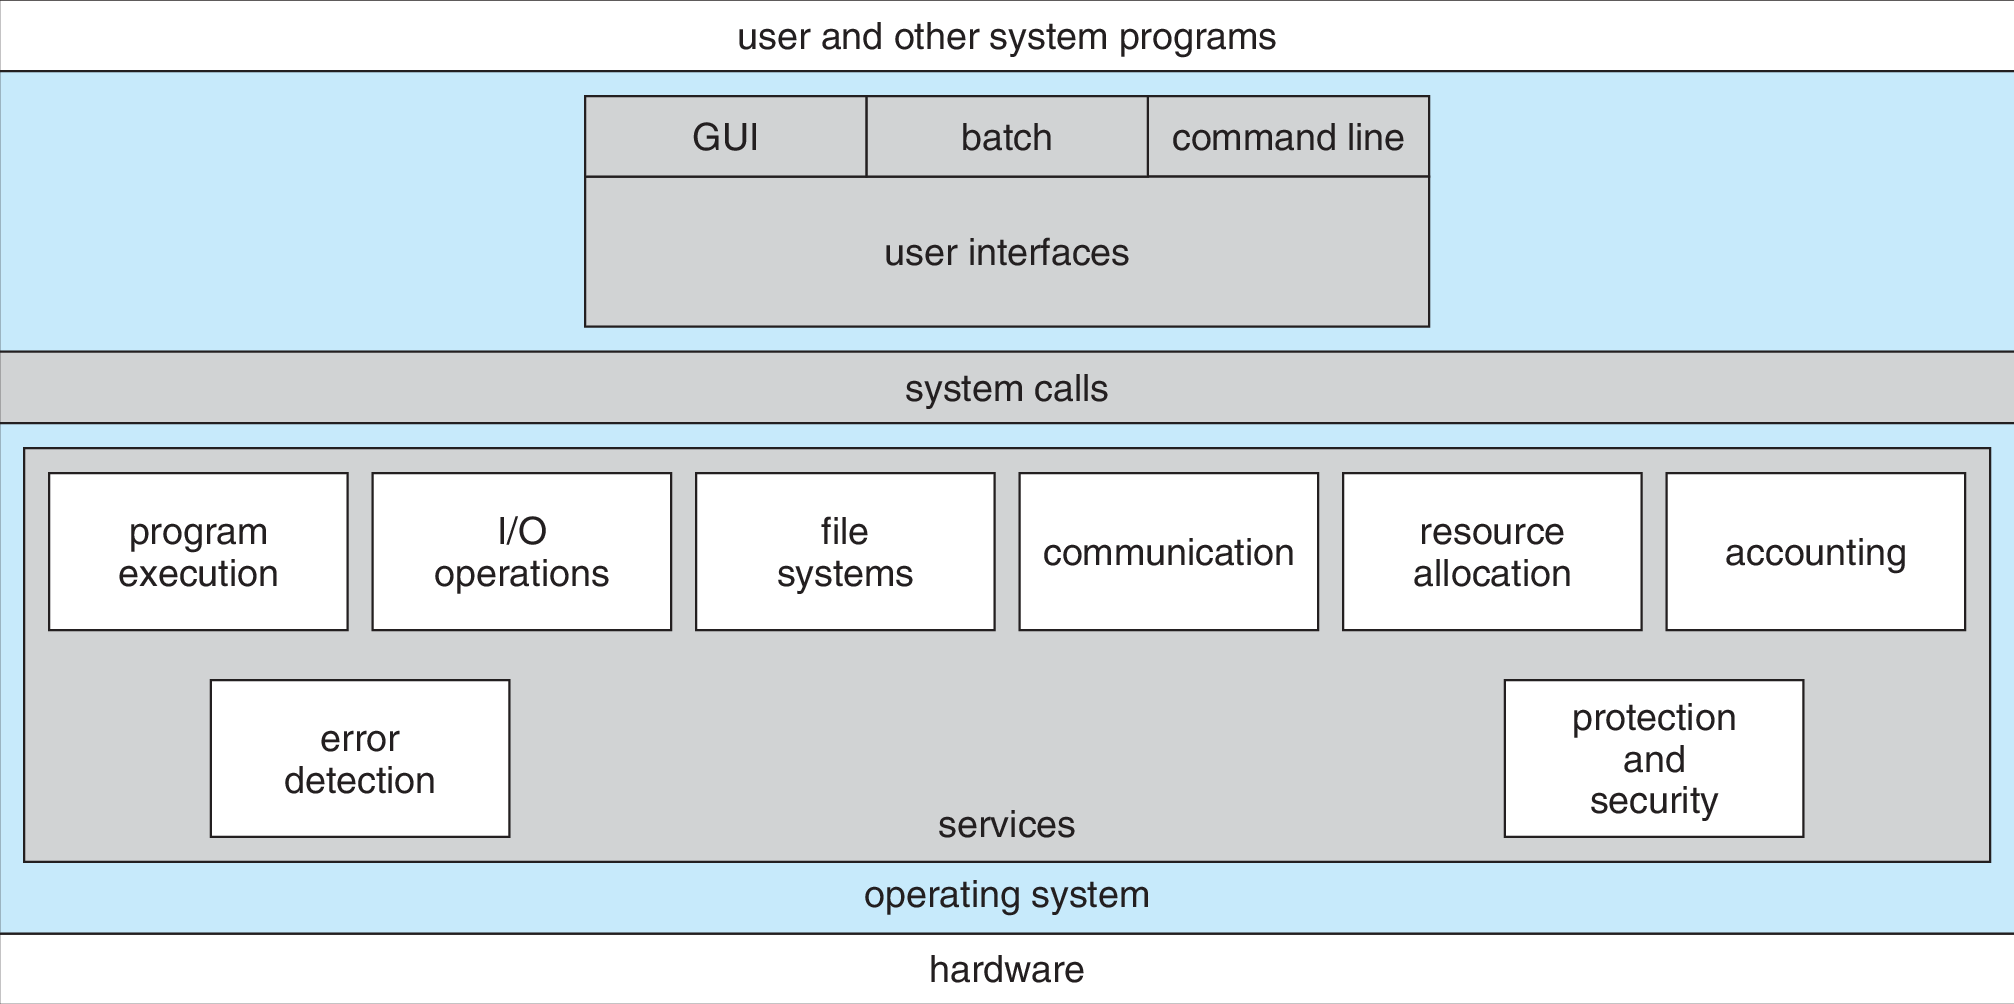 user and other system programs
GUI
batch
command line
user interfaces
system calls
program
execution
I/O
operations
file
systems
communication
resource
allocation
accounting
error
detection
protection
and
security
services
operating system
hardware